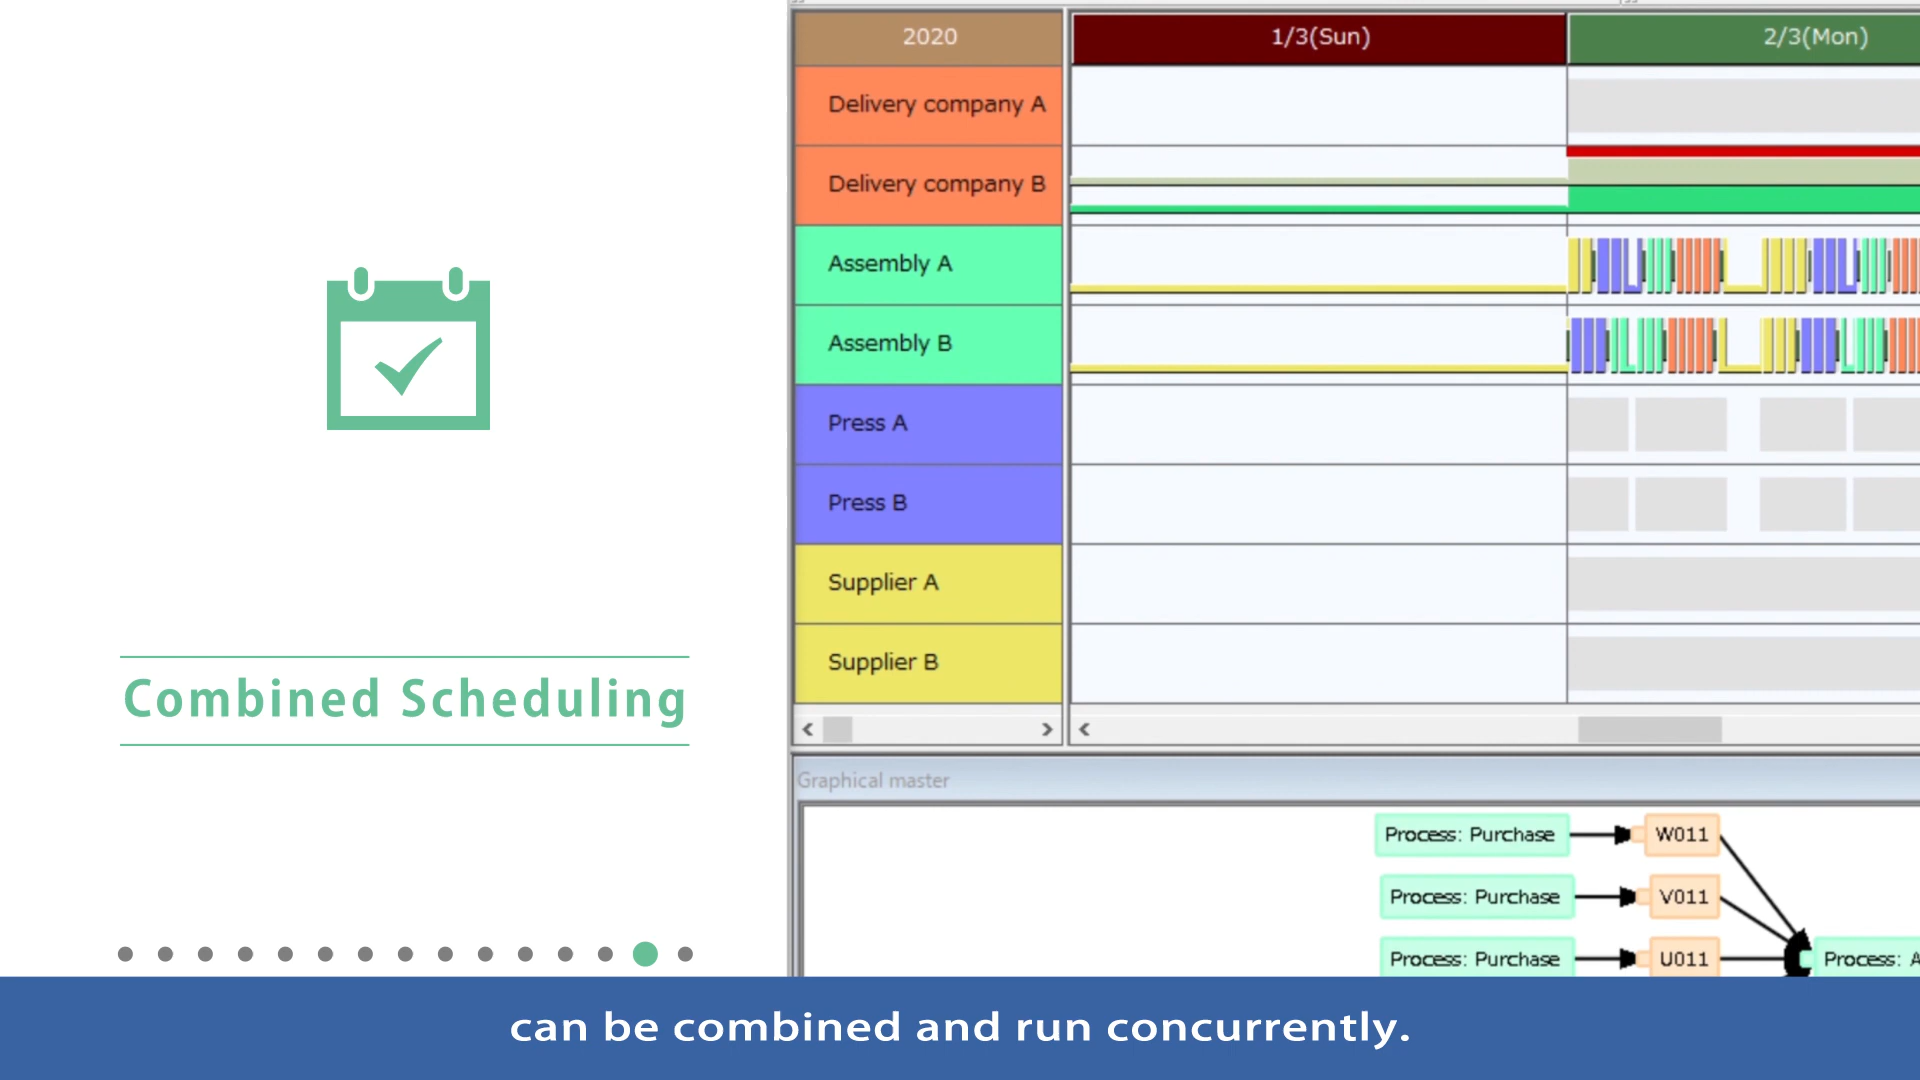 Combined Scheduling
2020
1/3(Sun)
2/3(Mon)
Delivery company A
Delivery company B
Assembly A
Assembly B
Press A
Press B
Supplier A
Supplier B
Graphical master
Process: Purchase
W011
Process: Purchase
V011
Process: Purchase
U011
Process: A
can be combined and run concurrently.